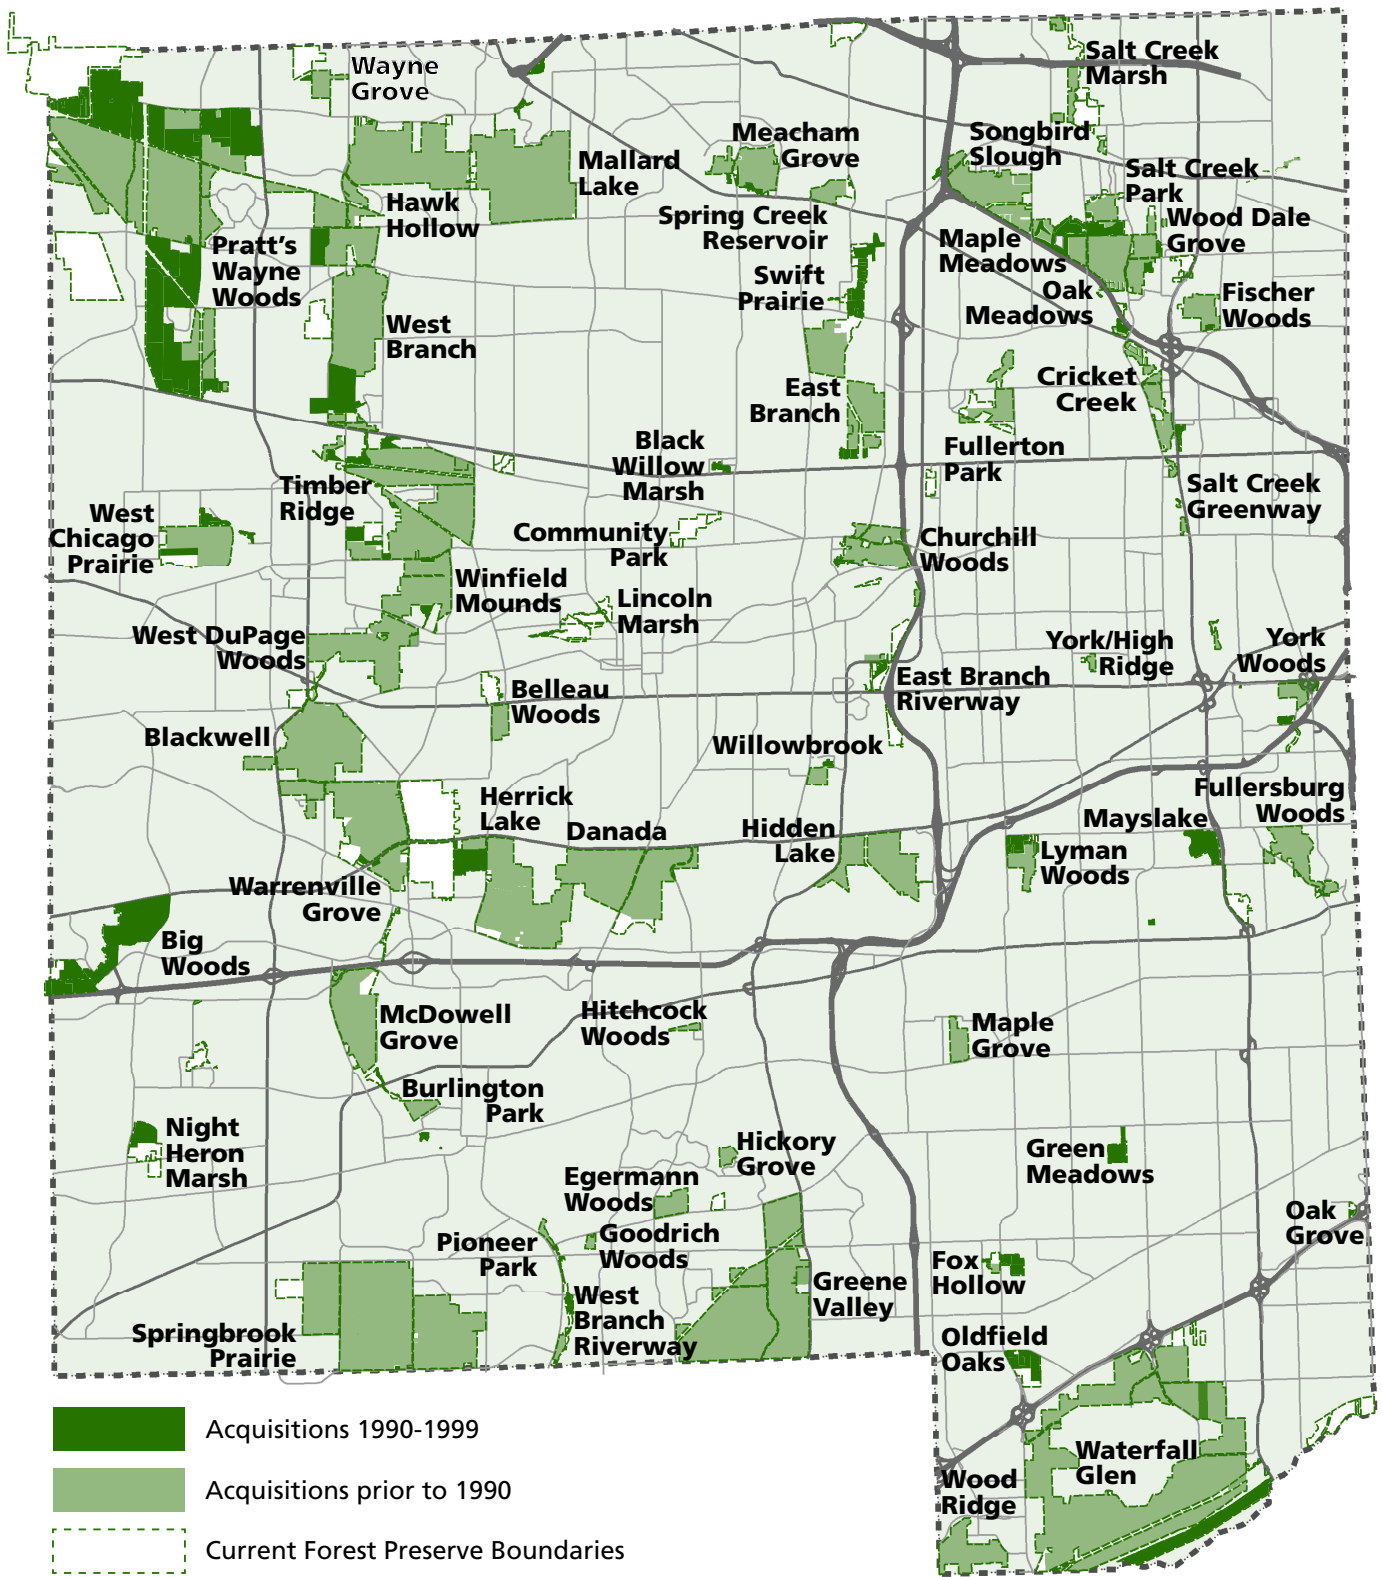 Wayne
Grove
Salt Creek
Marsh
Meacham
Grove
Songbird
Slough
Mallard
Lake
Salt Creek
Park
Hawk
Hollow
Spring Creek
Reservoir
Wood Dale
Grove
Pratt's
Wayne
Woods
Maple
Meadows
Swift
Prairie
Oak
Meadows
Fischer
Woods
West
Branch
East
Branch
Cricket
Creek
Black
Willow
Marsh
Fullerton
Park
Timber
Ridge
Salt Creek
Greenway
West
Chicago
Prairie
Community
Park
Churchill
Woods
Winfield
Mounds
Lincoln
Marsh
West DuPage
Woods
York/High
Ridge
York
Woods
Belleau
Woods
East Branch
Riverway
Blackwell
Willowbrook
Herrick
Lake
Danada
Hidden
Lake
Mayslake
Fullersburg
Woods
Lyman
Woods
Warrenville
Grove
Big
Woods
McDowell
Grove
Hitchcock
Woods
Maple
Grove
Burlington
Park
Night
Heron
Marsh
Hickory
Grove
Green
Meadows
Egermann
Woods
Oak
Grove
Pioneer
Park
Goodrich
Woods
Fox
Hollow
Greene
Valley
West
Branch
Riverway
Springbrook
Prairie
Oldfield
Oaks
Waterfall
Glen
Wood
Ridge
Acquisitions 1990-1999
Acquisitions prior to 1990
Current Forest Preserve Boundaries